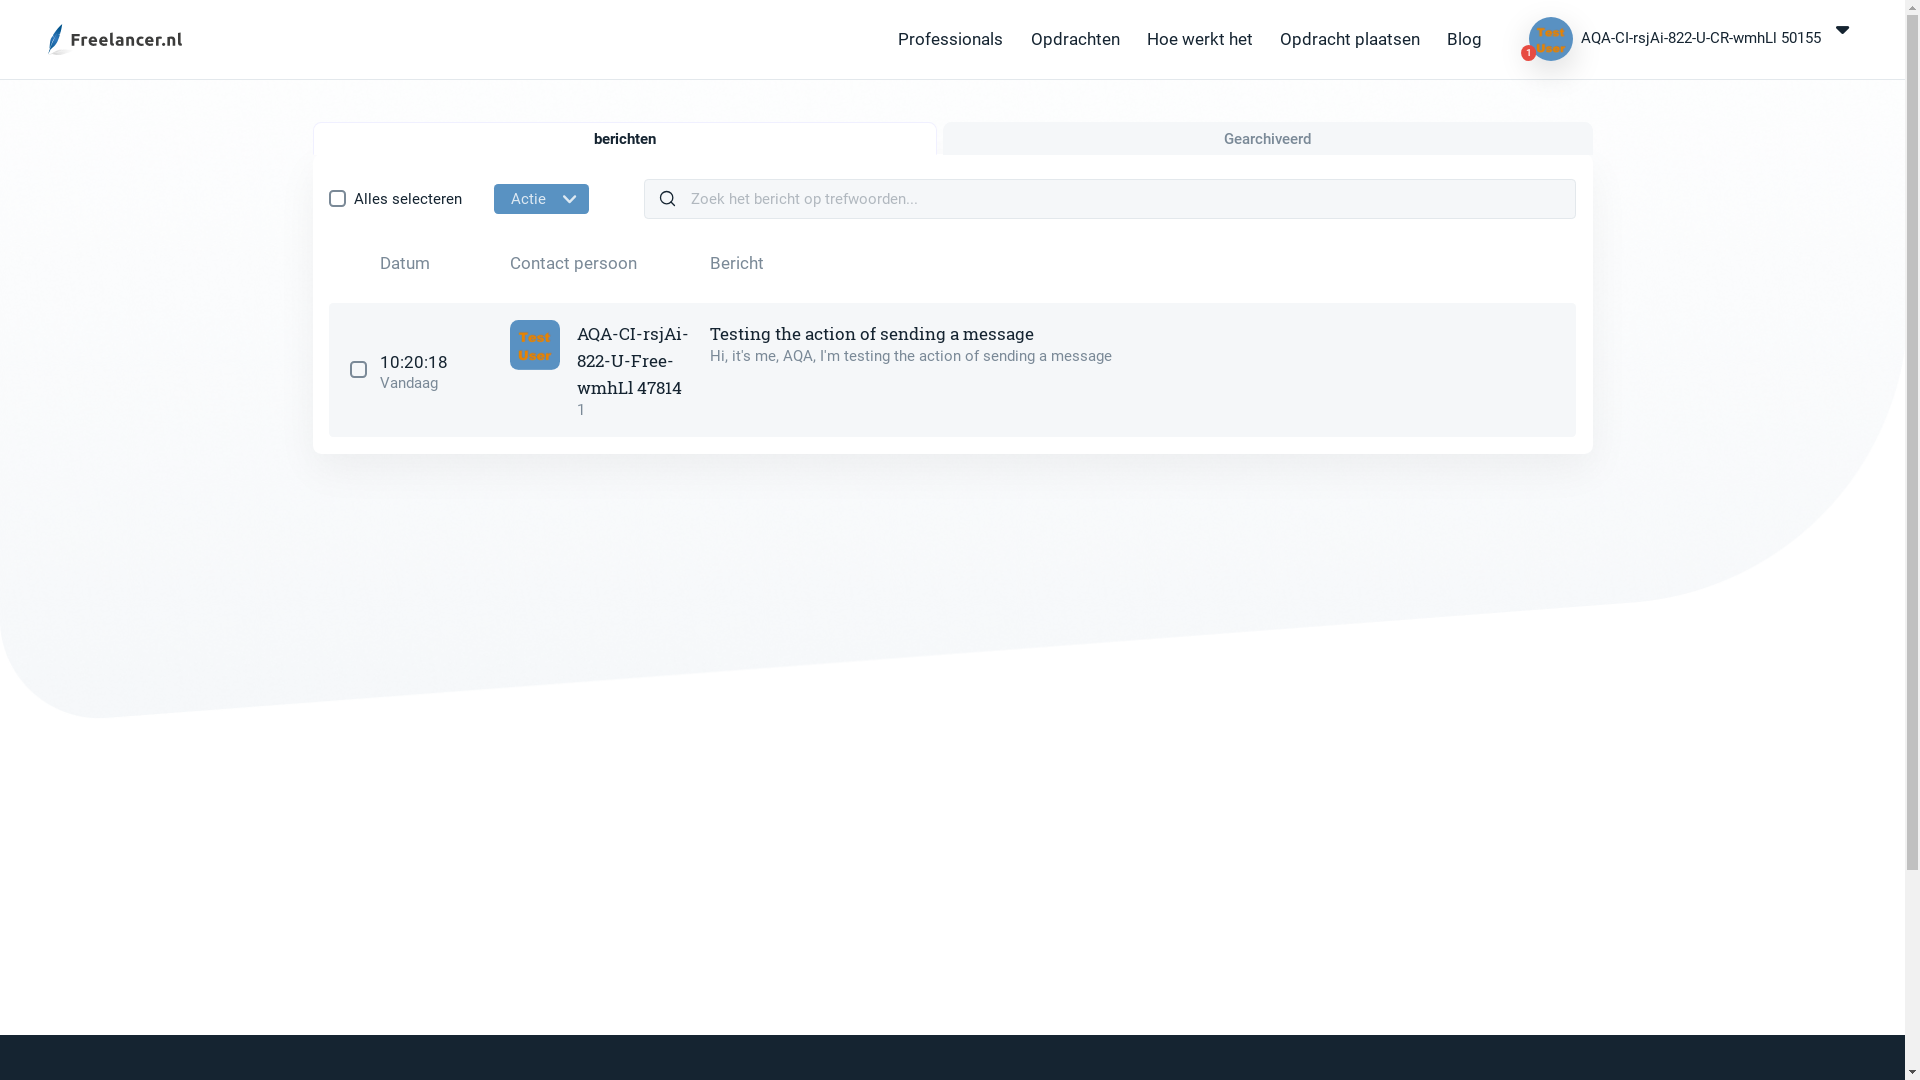 Freelancer.nl
Professionals
Opdrachten
Hoe werkt het
Opdracht plaatsen
Blog
Test
User
1
AQA-CI-rsjAi-822-U-CR-wmhLl 50155
berichten
Gearchiveerd
Alles selecteren
Actie
Zoek het bericht op trefwoorden...
Datum
Contact persoon
Bericht
10:20:18
Vandaag
Test
User
AQA-CI-rsjAi-
822-U-Free-
wmhLl 47814
1
Testing the action of sending a message
Hi, it's me, AQA, I'm testing the action of sending a message